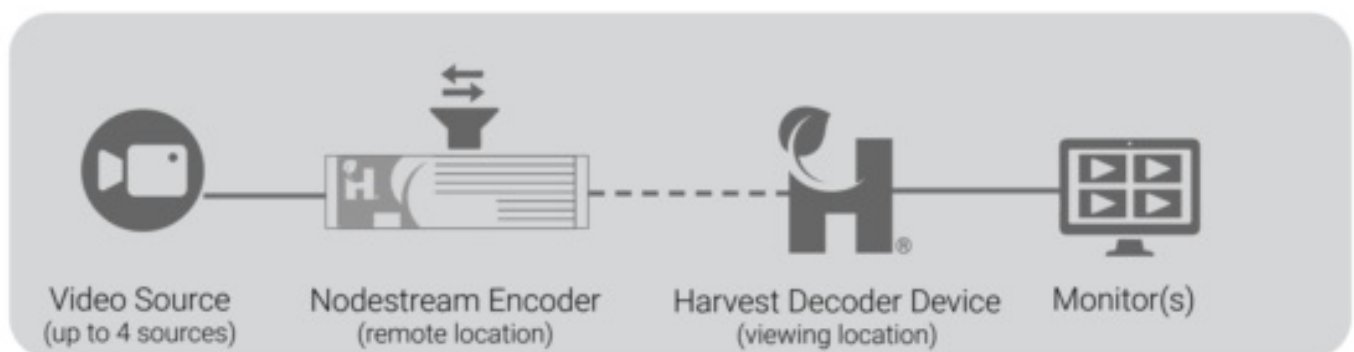 H
H
®
Video Source
(up to 4 sources)
Nodestream Encoder
(remote location)
Harvest Decoder Device
(viewing location)
Monitor(s)